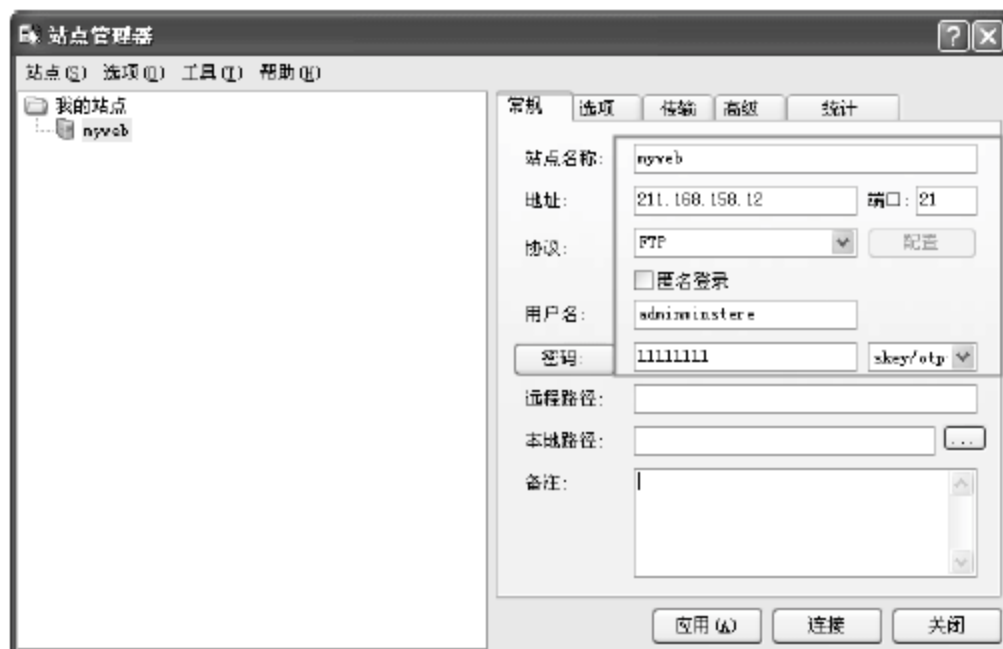 站点管理器
站点(S) 选项(O) 工具(T) 帮助(H)
我的站点
myweb
常规 选项 传输 高级 统计
站点名称: myweb
地址: 211.168.158.12 端口: 21
协议: FTP 配置
匿名登录
用户名: adminminstere
密码: 11111111 skey/otp
远程路径:
本地路径: ...
备注:
应用(A) 连接 关闭